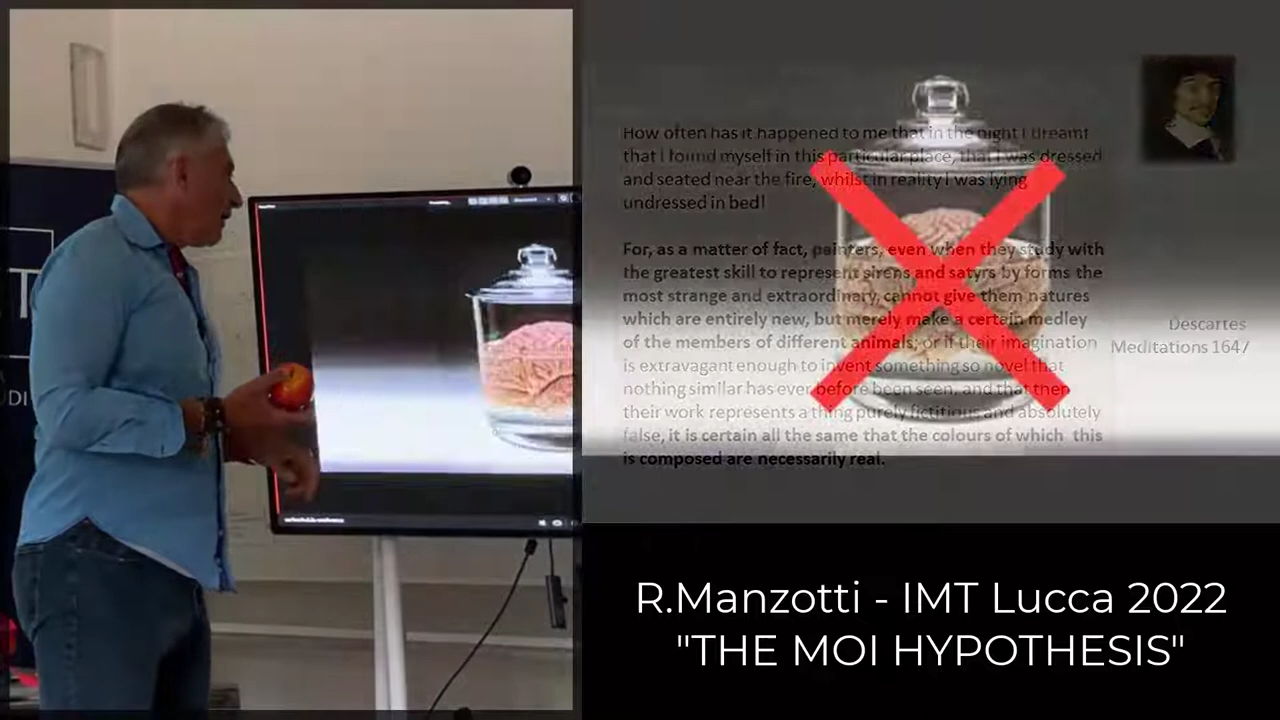 How often has it happened to me that in the night I dreamt
that I found myself in this particular place, that I was dressed
and seated near the fire, whilst in reality I was lying
undressed in bed!
For, as a matter of fact, painters, even when they study with
the greatest skill to represent sirens and satyrs by forms the
most strange and extraordinary, cannot give them natures
which are entirely new, but merely make a certain medley
of the members of different animals; or if their imagination
is extravagant enough to invent something so novel that
nothing similar has ever before been seen, and that then
their work represents a thing purely fictitious and absolutely
false, it is certain all the same that the colours of which this
is composed are necessarily real.
Descartes
Meditations 1647
R.Manzotti - IMT Lucca 2022
"THE MOI HYPOTHESIS"